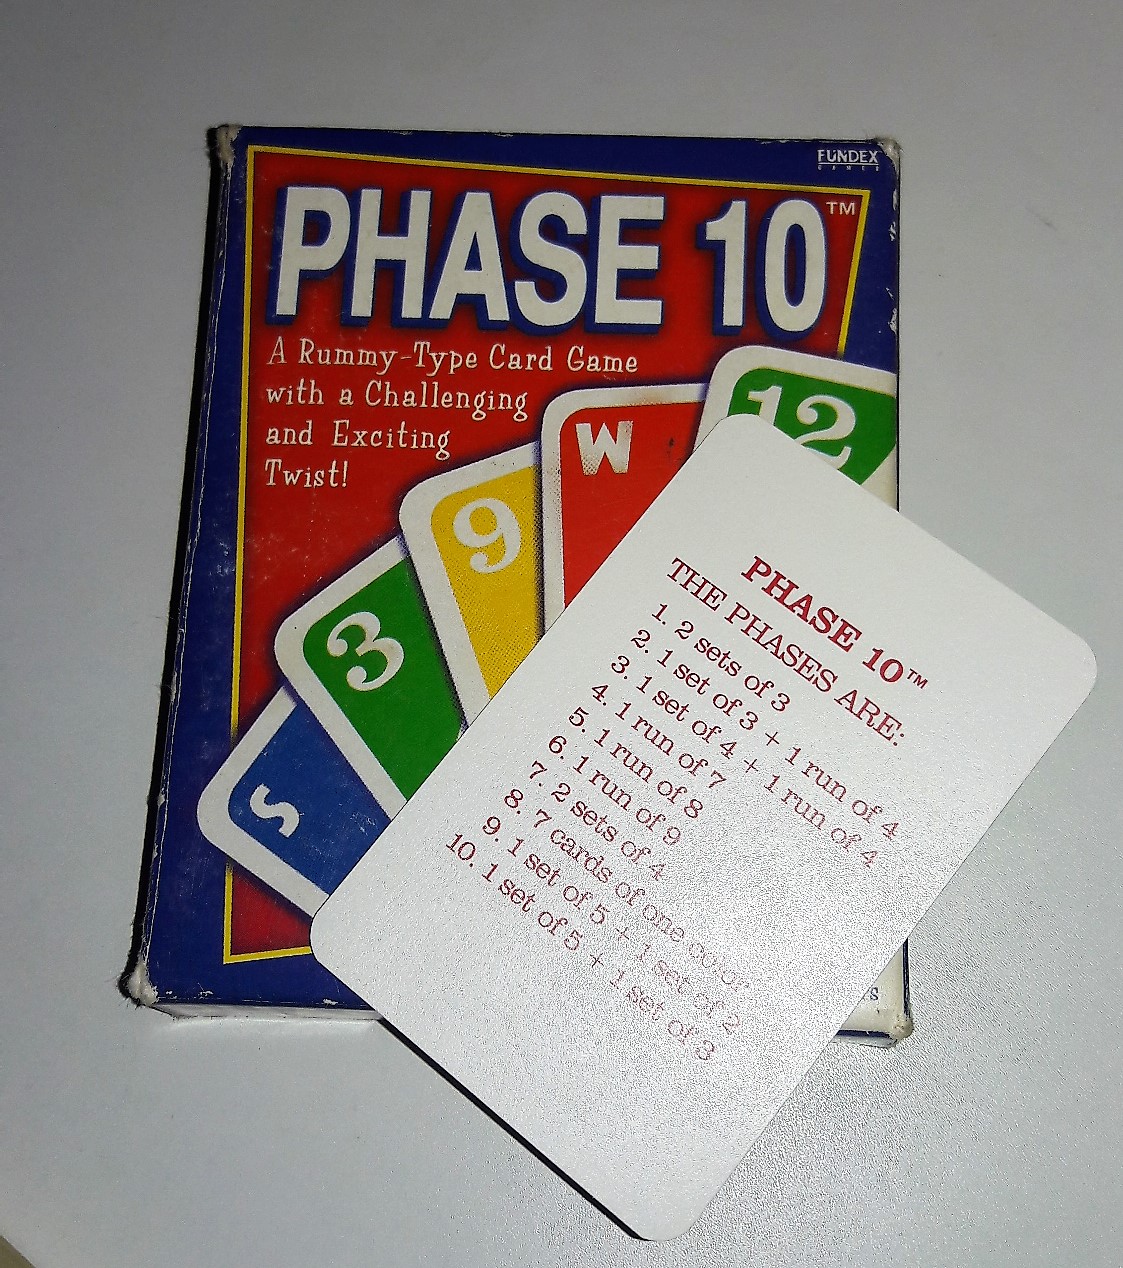 FUNDEX
GAMES
PHASE 10™
A Rummy-Type Card Game
with a Challenging
and Exciting
Twist!
12
W
9
3
S
PHASE 10™
THE PHASES ARE:
1. 2 sets of 3
2. 1 set of 3 + 1 run of 4
3. 1 set of 4 + 1 run of 4
4. 1 run of 7
5. 1 run of 8
6. 1 run of 9
7. 2 sets of 4
8. 7 cards of one color
9. 1 set of 5 + 1 set of 2
10. 1 set of 5 + 1 set of 3